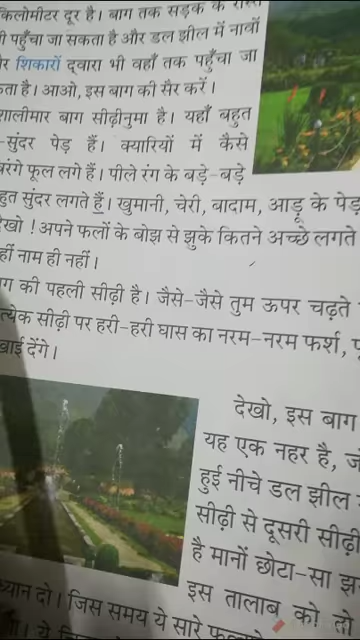 किलोमीटर दूर है। बाग तक सड़क के
पहुँचा जा सकता है और डल झील में नावों
शिकारों द्वारा भी वहाँ तक पहुँचा जा
है। आओ, इस बाग की सैर करें।
शालीमार बाग सीढ़ीनुमा है। यहाँ बहुत
-सुंदर पेड़ हैं। क्यारियों में कैसे
फूल लगे हैं। पीले रंग के बड़े-बड़े
हुत सुंदर लगते हैं। खुमानी, चेरी, बादाम, आड़ू के पेड़
देखो ! अपने फलों के बोझ से झुके कितने अच्छे लगते
हीं नाम ही नहीं।
ग की पहली सीढ़ी है। जैसे-जैसे तुम ऊपर चढ़ते
त्येक सीढ़ी पर हरी-हरी घास का नरम-नरम फर्श,
खाई देंगे।
देखो, इस बाग
यह एक नहर है,
हुई नीचे डल झील
सीढ़ी से दूसरी सीढ़ी
है मानों छोटा-सा
इस तालाब को तो
ध्यान दो। जिस समय ये सारे